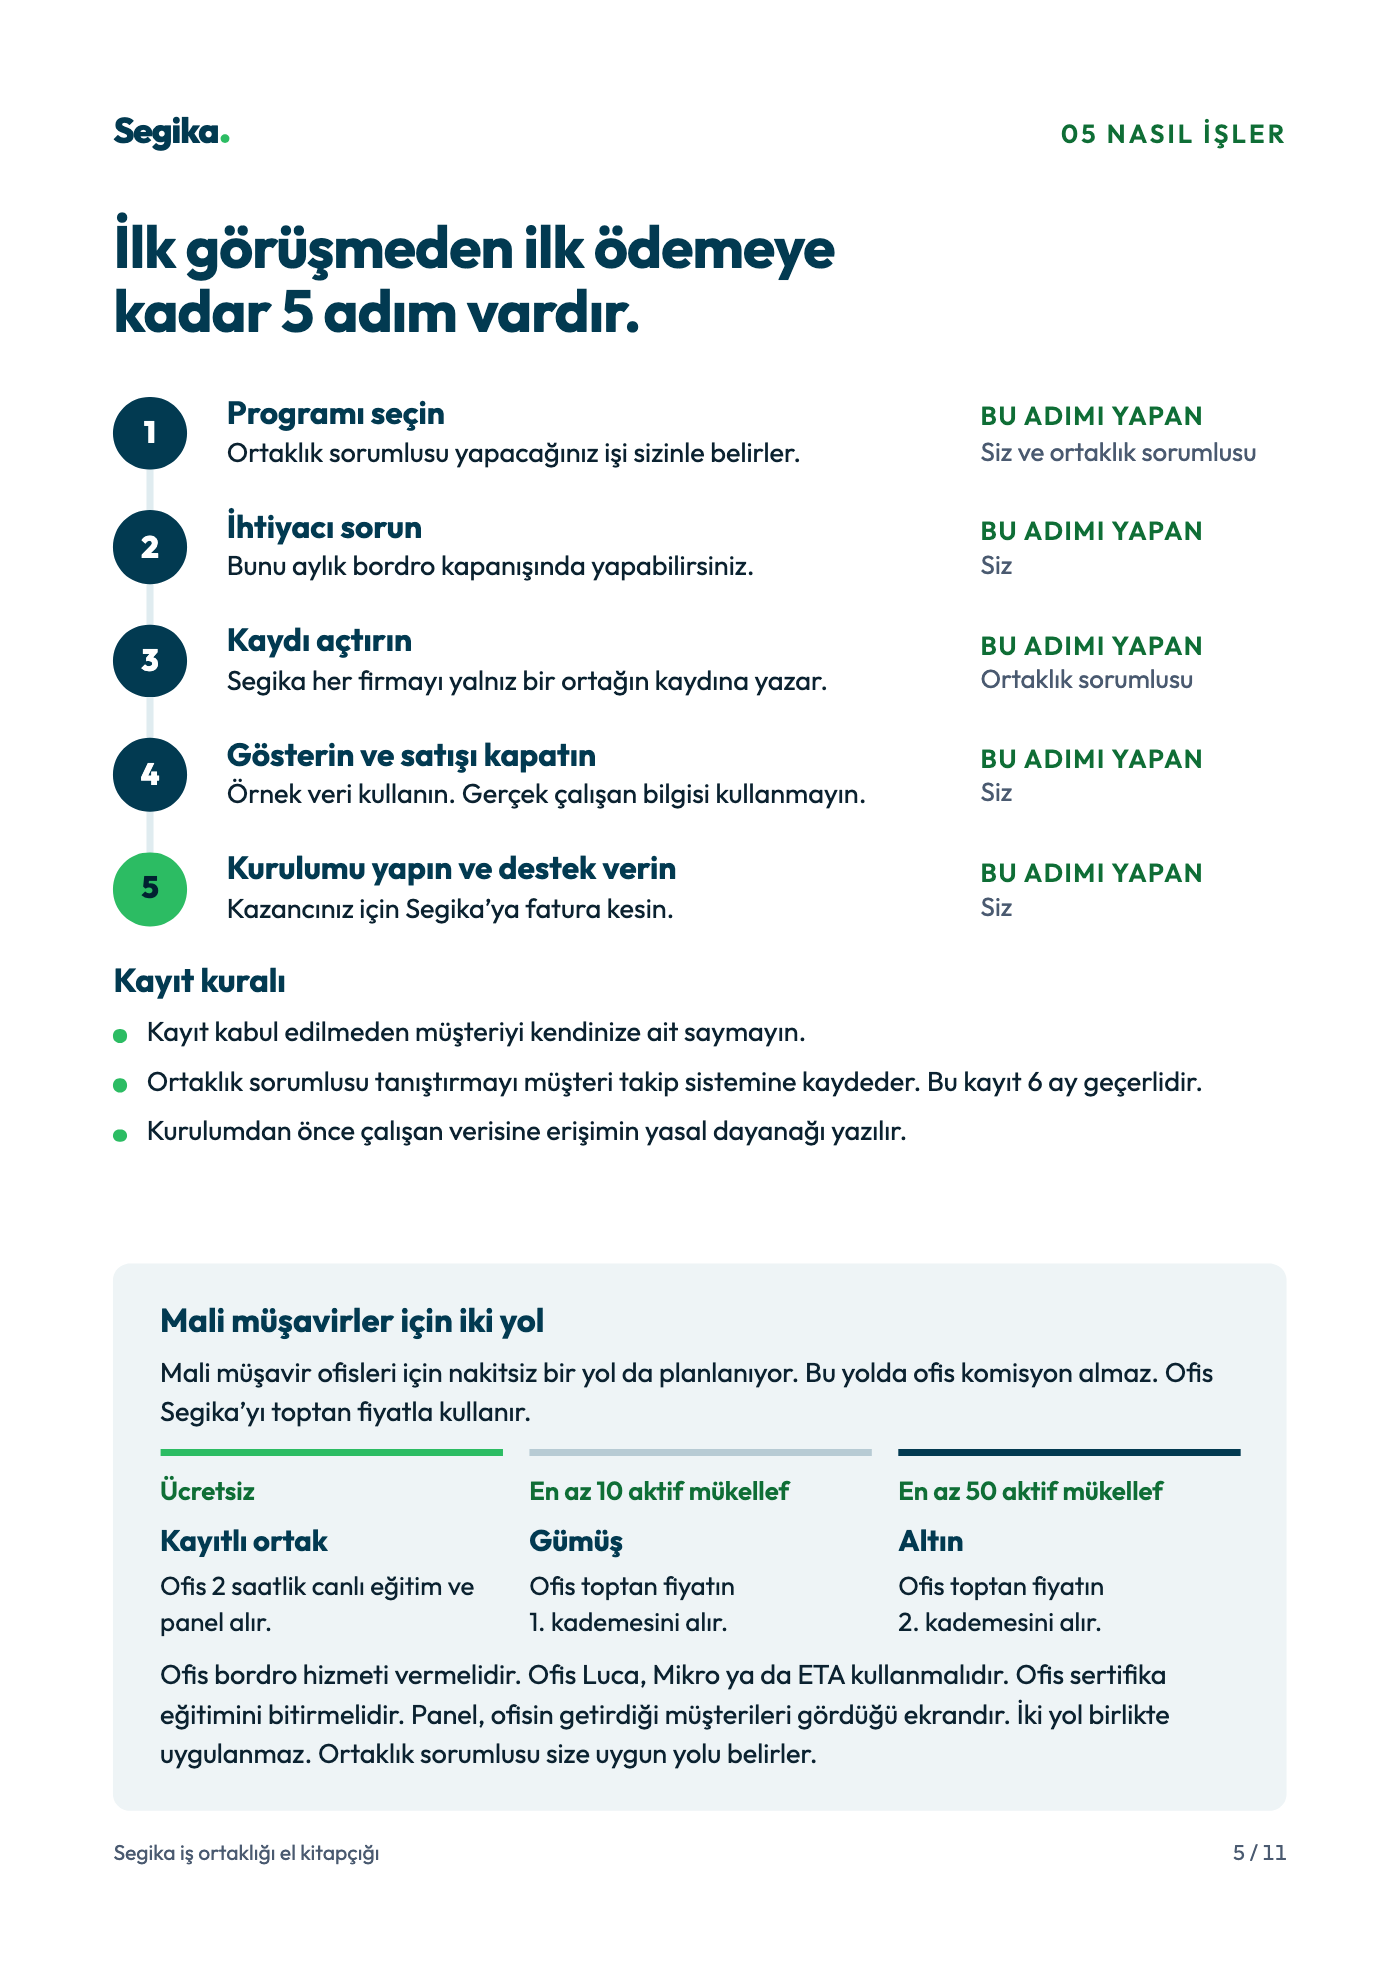 Segika.
05 NASIL İŞLER
İlk görüşmeden ilk ödemeye
kadar 5 adım vardır.
1
Programı seçin
Ortaklık sorumlusu yapacağınız işi sizinle belirler.
BU ADIMI YAPAN
Siz ve ortaklık sorumlusu
2
İhtiyacı sorun
Bunu aylık bordro kapanışında yapabilirsiniz.
BU ADIMI YAPAN
Siz
3
Kaydı açtırın
Segika her firmayı yalnız bir ortağın kaydına yazar.
BU ADIMI YAPAN
Ortaklık sorumlusu
4
Gösterin ve satışı kapatın
Örnek veri kullanın. Gerçek çalışan bilgisi kullanmayın.
BU ADIMI YAPAN
Siz
5
Kurulumu yapın ve destek verin
Kazancınız için Segika’ya fatura kesin.
BU ADIMI YAPAN
Siz
Kayıt kuralı
Kayıt kabul edilmeden müşteriyi kendinize ait saymayın.
Ortaklık sorumlusu tanıştırmayı müşteri takip sistemine kaydeder. Bu kayıt 6 ay geçerlidir.
Kurulumdan önce çalışan verisine erişimin yasal dayanağı yazılır.
Mali müşavirler için iki yol
Mali müşavir ofisleri için nakitsiz bir yol da planlanıyor. Bu yolda ofis komisyon almaz. Ofis
Segika’yı toptan fiyatla kullanır.
Ücretsiz
Kayıtlı ortak
Ofis 2 saatlik canlı eğitim ve
panel alır.
En az 10 aktif mükellef
Gümüş
Ofis toptan fiyatın
1. kademesini alır.
En az 50 aktif mükellef
Altın
Ofis toptan fiyatın
2. kademesini alır.
Ofis bordro hizmeti vermelidir. Ofis Luca, Mikro ya da ETA kullanmalıdır. Ofis sertifika
eğitimini bitirmelidir. Panel, ofisin getirdiği müşterileri gördüğü ekrandır. İki yol birlikte
uygulanmaz. Ortaklık sorumlusu size uygun yolu belirler.
Segika iş ortaklığı el kitapçığı
5 / 11